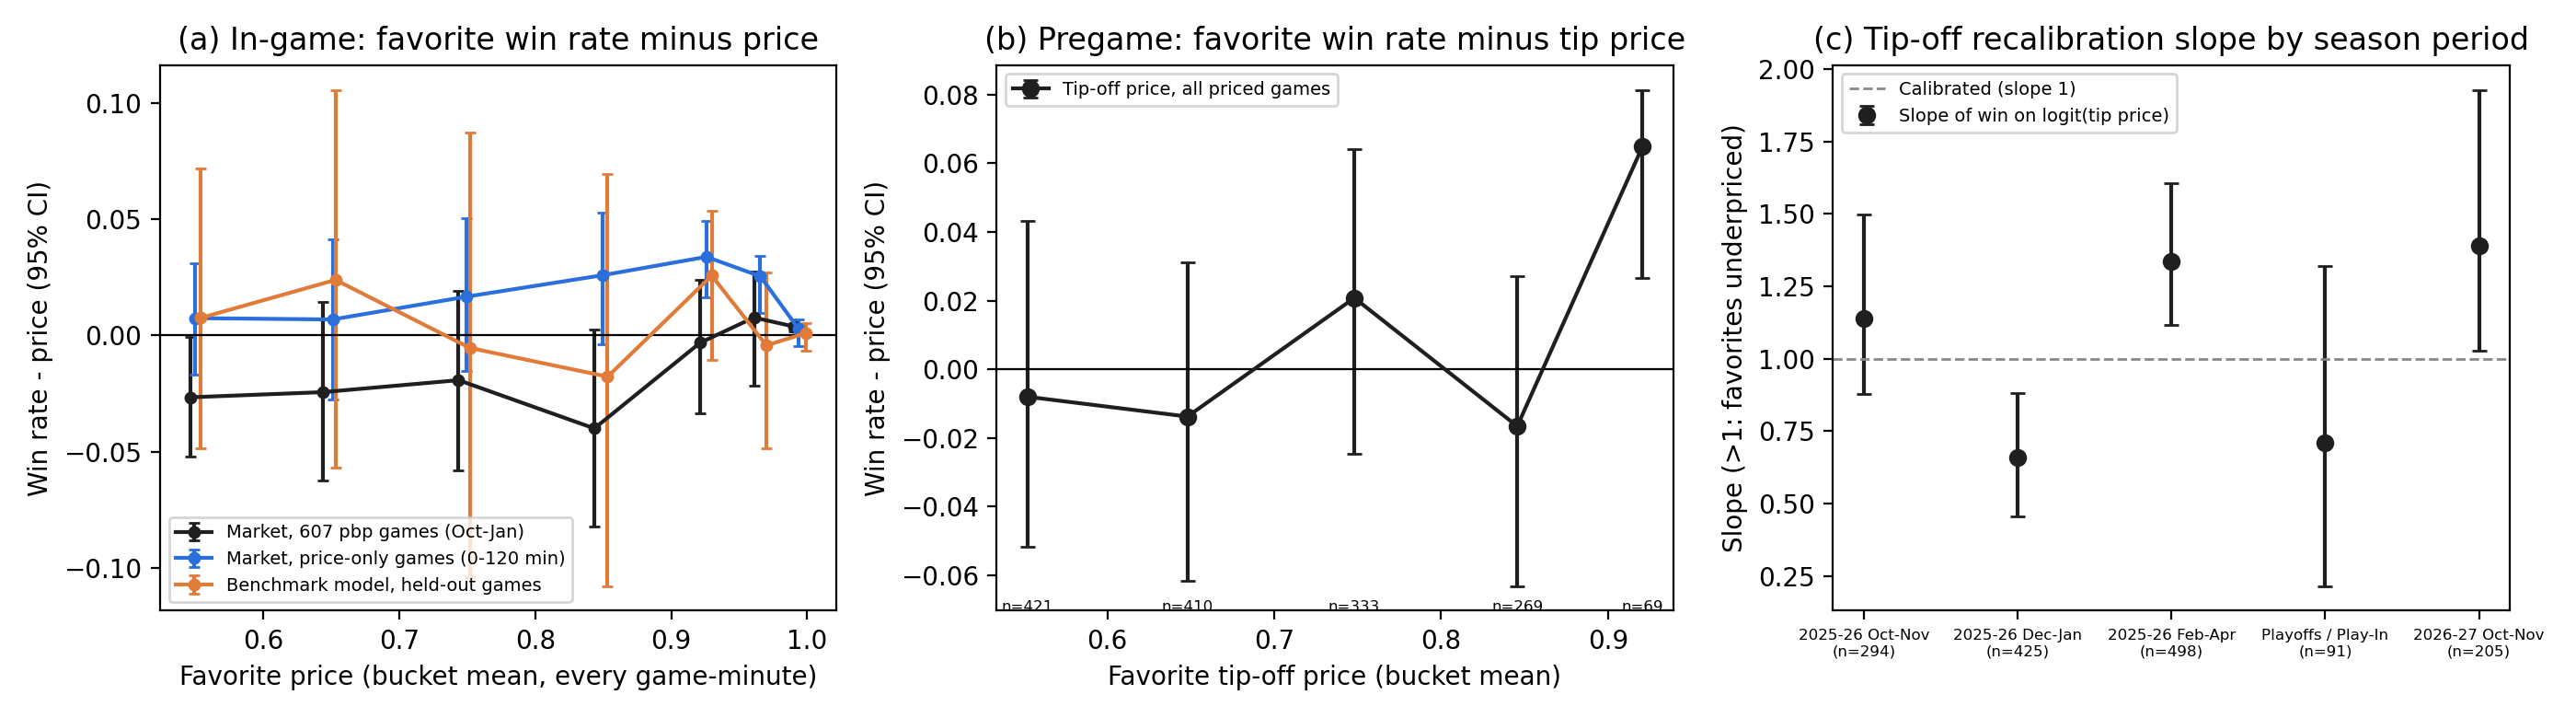 (a) In-game: favorite win rate minus price
Win rate - price (95% CI)
0.10
0.05
0.00
−0.05
−0.10
Market, 607 pbp games (Oct-Jan)
Market, price-only games (0-120 min)
Benchmark model, held-out games
0.6 0.7 0.8 0.9 1.0
Favorite price (bucket mean, every game-minute)
(b) Pregame: favorite win rate minus tip price
Win rate - price (95% CI)
Tip-off price, all priced games
0.08
0.06
0.04
0.02
0.00
−0.02
−0.04
−0.06
n=421 n=410 n=333 n=269 n=69
0.6 0.7 0.8 0.9
Favorite tip-off price (bucket mean)
(c) Tip-off recalibration slope by season period
Slope (>1: favorites underpriced)
2.00
1.75
1.50
1.25
1.00
0.75
0.50
0.25
Calibrated (slope 1)
Slope of win on logit(tip price)
2025-26 Oct-Nov
(n=294)
2025-26 Dec-Jan
(n=425)
2025-26 Feb-Apr
(n=498)
Playoffs / Play-In
(n=91)
2026-27 Oct-Nov
(n=205)